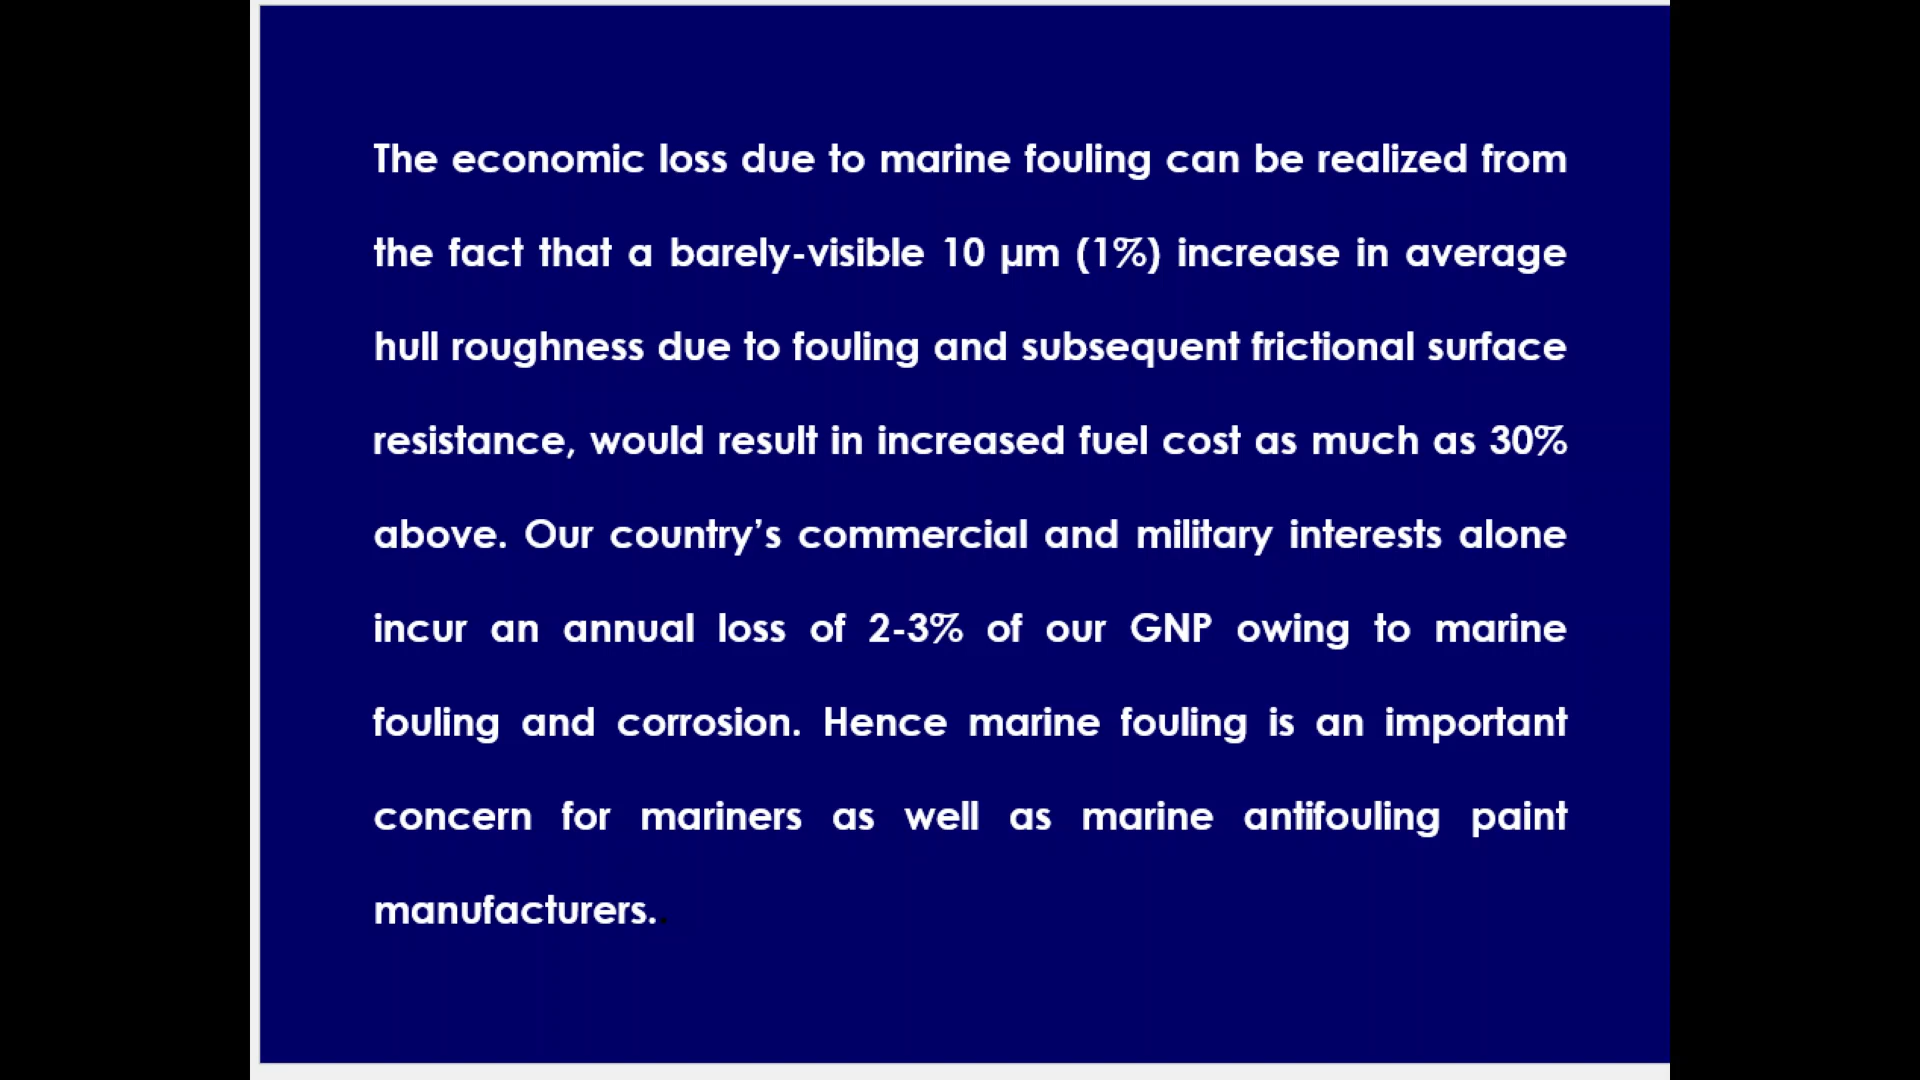 The economic loss due to marine fouling can be realized from
the fact that a barely-visible 10 µm (1%) increase in average
hull roughness due to fouling and subsequent frictional surface
resistance, would result in increased fuel cost as much as 30%
above. Our country’s commercial and military interests alone
incur an annual loss of 2-3% of our GNP owing to marine
fouling and corrosion. Hence marine fouling is an important
concern for mariners as well as marine antifouling paint
manufacturers..